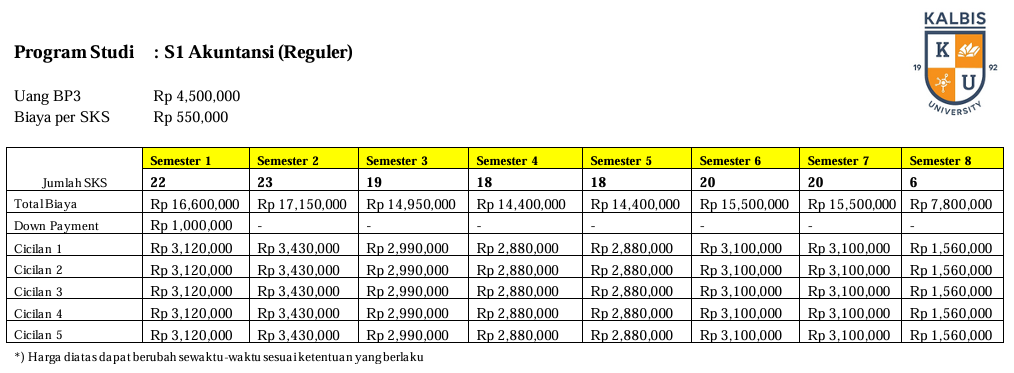 KALBIS
K
19 92
U
UNIVERSITY
Program Studi : S1 Akuntansi (Reguler)
Uang BP3 Rp 4,500,000
Biaya per SKS Rp 550,000
Semester 1 Semester 2 Semester 3 Semester 4 Semester 5 Semester 6 Semester 7 Semester 8
Jumlah SKS 22 23 19 18 18 20 20 6
Total Biaya Rp 16,600,000 Rp 17,150,000 Rp 14,950,000 Rp 14,400,000 Rp 14,400,000 Rp 15,500,000 Rp 15,500,000 Rp 7,800,000
Down Payment Rp 1,000,000 - - - - - - -
Cicilan 1 Rp 3,120,000 Rp 3,430,000 Rp 2,990,000 Rp 2,880,000 Rp 2,880,000 Rp 3,100,000 Rp 3,100,000 Rp 1,560,000
Cicilan 2 Rp 3,120,000 Rp 3,430,000 Rp 2,990,000 Rp 2,880,000 Rp 2,880,000 Rp 3,100,000 Rp 3,100,000 Rp 1,560,000
Cicilan 3 Rp 3,120,000 Rp 3,430,000 Rp 2,990,000 Rp 2,880,000 Rp 2,880,000 Rp 3,100,000 Rp 3,100,000 Rp 1,560,000
Cicilan 4 Rp 3,120,000 Rp 3,430,000 Rp 2,990,000 Rp 2,880,000 Rp 2,880,000 Rp 3,100,000 Rp 3,100,000 Rp 1,560,000
Cicilan 5 Rp 3,120,000 Rp 3,430,000 Rp 2,990,000 Rp 2,880,000 Rp 2,880,000 Rp 3,100,000 Rp 3,100,000 Rp 1,560,000
*) Harga diatas dapat berubah sewaktu-waktu sesuai ketentuan yang berlaku